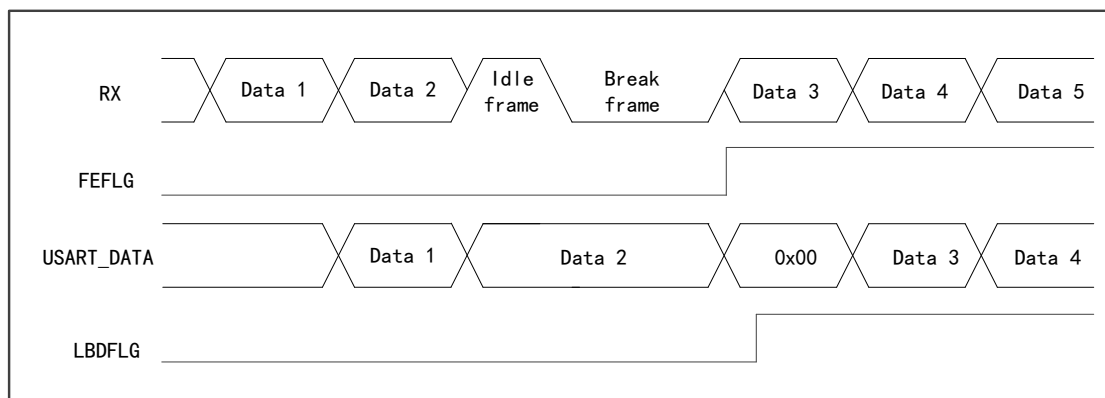 RX Data 1 Data 2 Idle frame Break frame Data 3 Data 4 Data 5
FEFLG
USART_DATA Data 1 Data 2 0x00 Data 3 Data 4
LBDFLG